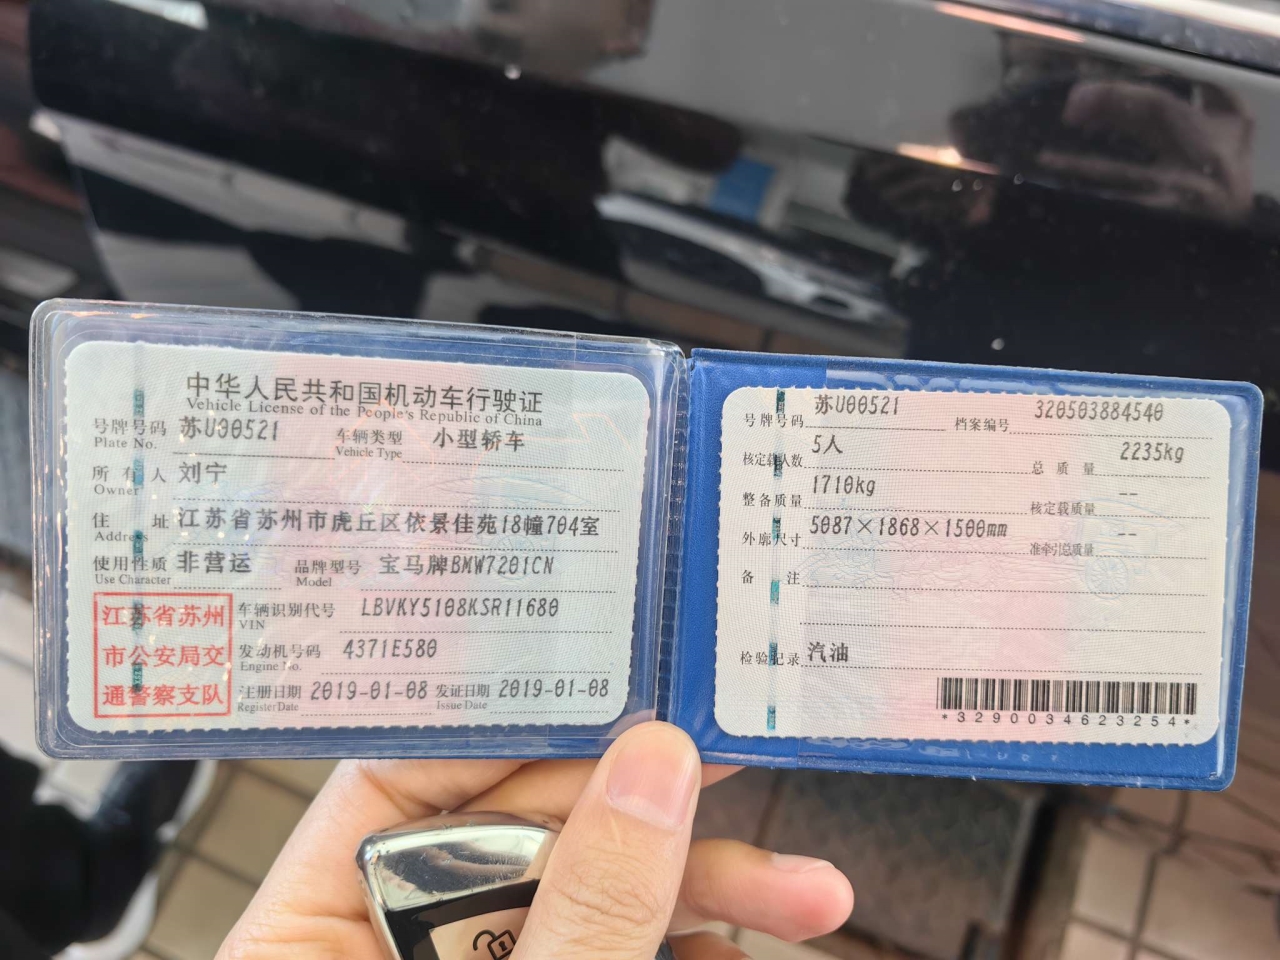 中华人民共和国机动车行驶证
Vehicle License of the People's Republic of China
号牌号码 苏U00521 车辆类型 小型轿车
Plate No. Vehicle Type
所有人 刘宁
Owner
住址 江苏省苏州市虎丘区依景佳苑18幢704室
Address
使用性质 非营运 品牌型号 宝马牌BMW7201CN
Use Character Model
江苏省苏州
市公安局交
通警察支队
车辆识别代号 LBVKY5108KSR11680
VIN
发动机号码 4371E580
Engine No.
注册日期 2019-01-08 发证日期 2019-01-08
Register Date Issue Date
号牌号码 苏U00521 档案编号 320503884540
核定载人数 5人 总质量 2235kg
整备质量 1710kg 核定载质量 --
外廓尺寸 5087×1868×1500mm 准牵引总质量 --
备注
检验记录 汽油
*3290034623254*